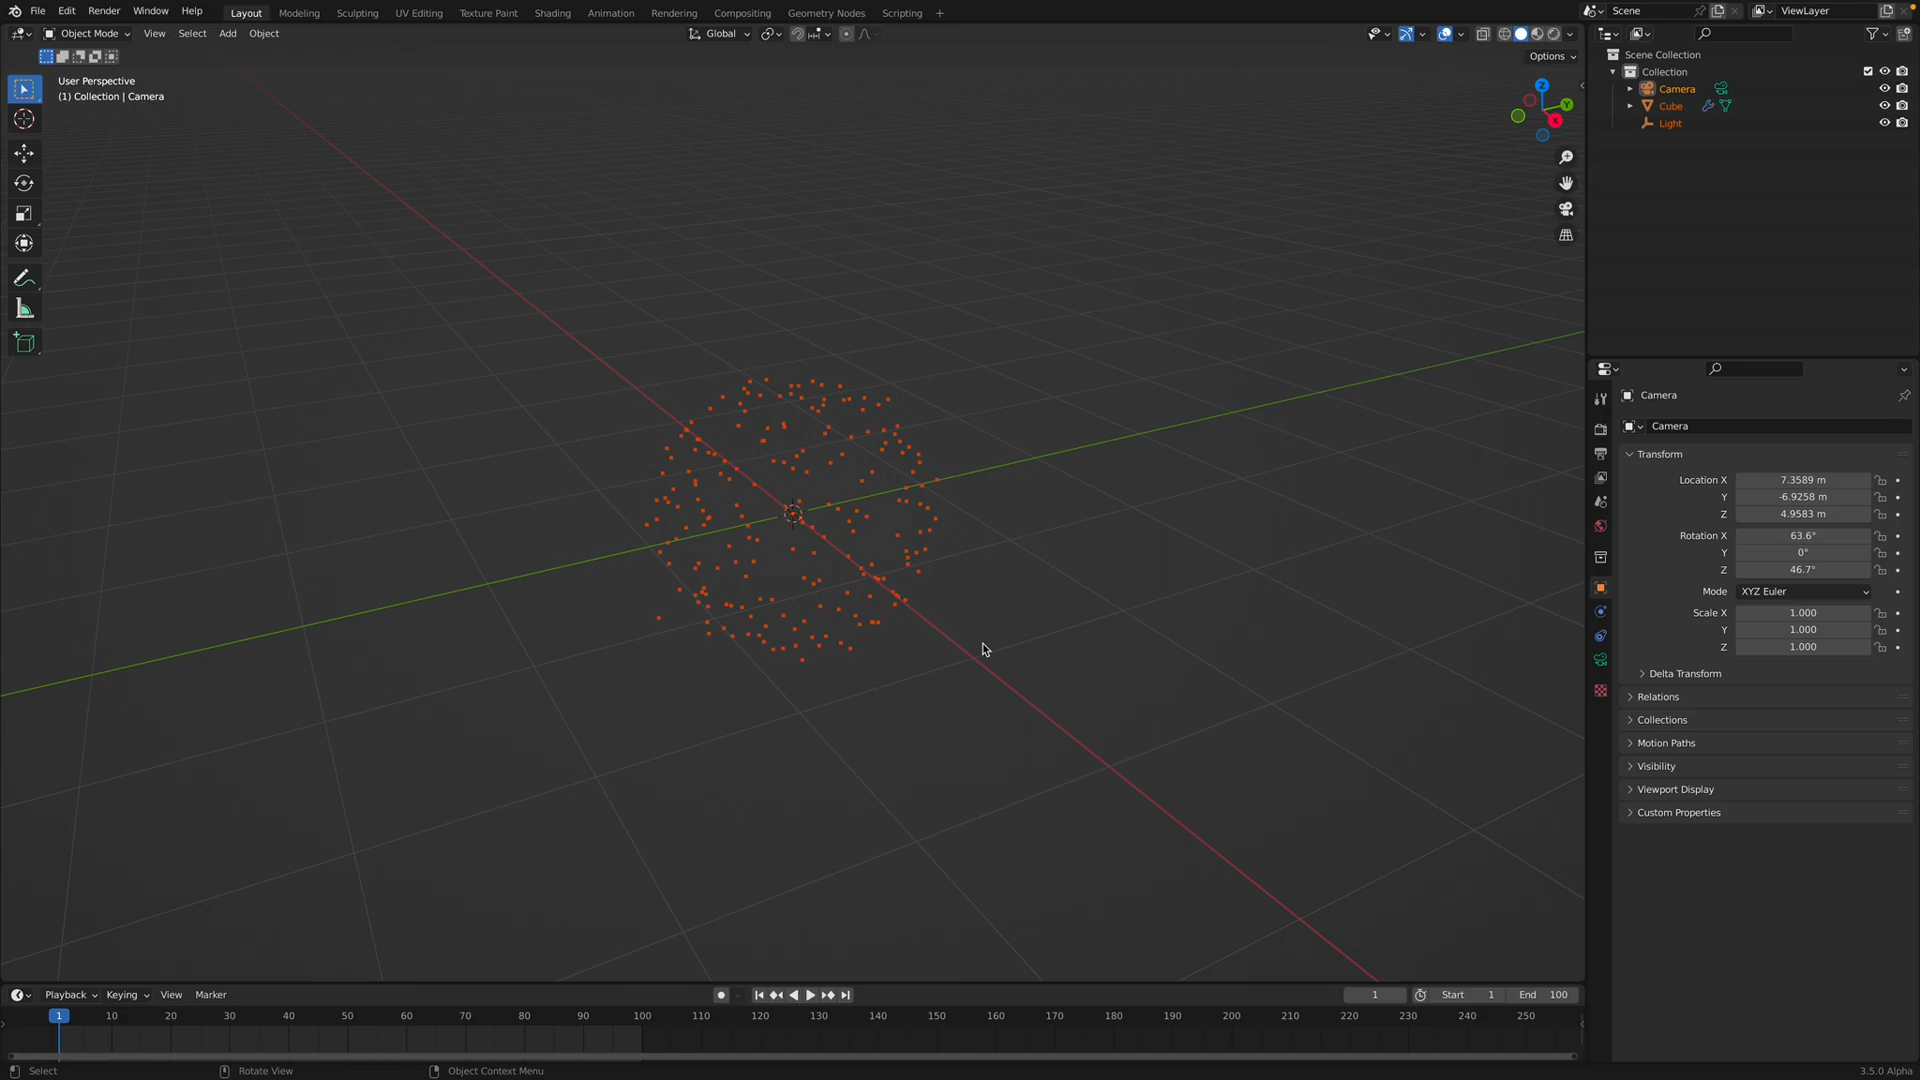 File Edit Render Window Help Layout Modeling Sculpting UV Editing Texture Paint Shading Animation Rendering Compositing Geometry Nodes Scripting + Scene ViewLayer
Object Mode View Select Add Object Global
Options
User Perspective
(1) Collection | Camera
Z
Y
X
Scene Collection
Collection
Camera
Cube
Light
Camera
Camera
Transform
Location X 7.3589 m
Y -6.9258 m
Z 4.9583 m
Rotation X 63.6°
Y 0°
Z 46.7°
Mode XYZ Euler
Scale X 1.000
Y 1.000
Z 1.000
Delta Transform
Relations
Collections
Motion Paths
Visibility
Viewport Display
Custom Properties
Playback Keying View Marker 1 Start 1 End 100
1 10 20 30 40 50 60 70 80 90 100 110 120 130 140 150 160 170 180 190 200 210 220 230 240 250
Select Rotate View Object Context Menu 3.5.0 Alpha